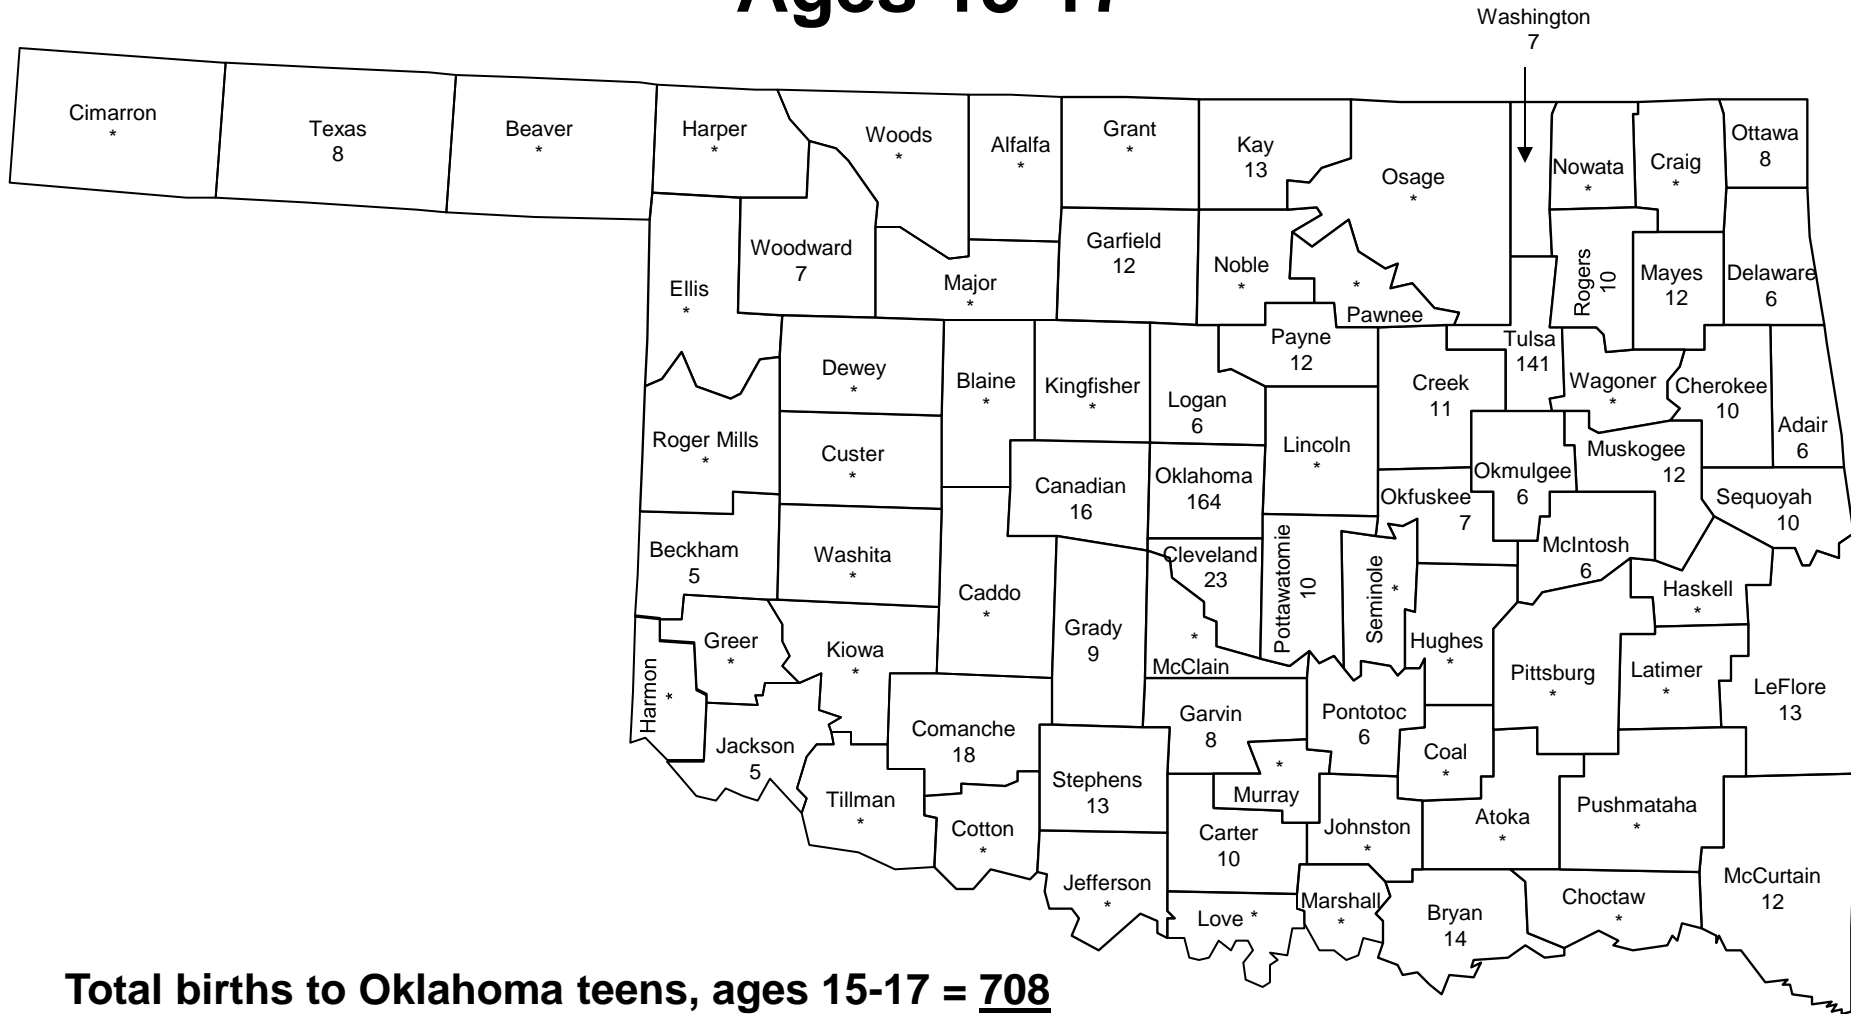 Ages 15-17
Washington
7
Cimarron
*
Texas
8
Beaver
*
Harper
*
Woods
*
Alfalfa
*
Grant
*
Kay
13
Osage
*
Nowata
*
Craig
*
Ottawa
8
Woodward
7
Ellis
*
Major
*
Garfield
12
Noble
*
*
Pawnee
Rogers
10
Mayes
12
Delaware
6
Dewey
*
Blaine
*
Kingfisher
*
Logan
6
Payne
12
Creek
11
Tulsa
141
Wagoner
*
Cherokee
10
Adair
6
Roger Mills
*
Custer
*
Canadian
16
Oklahoma
164
Lincoln
*
Okfuskee
7
Okmulgee
6
Muskogee
12
Sequoyah
10
Beckham
5
Washita
*
Caddo
*
Grady
9
Cleveland
23
*
McClain
Pottawatomie
10
Seminole
*
Hughes
*
McIntosh
6
Haskell
*
Harmon
*
Greer
*
Kiowa
*
Pittsburg
*
Latimer
*
LeFlore
13
Jackson
5
Comanche
18
Garvin
8
Pontotoc
6
Coal
*
Tillman
*
Stephens
13
*
Murray
Cotton
*
Carter
10
Johnston
*
Atoka
*
Pushmataha
*
Jefferson
*
Love *
Marshall
*
Bryan
14
Choctaw
*
McCurtain
12
Total births to Oklahoma teens, ages 15-17 = 708